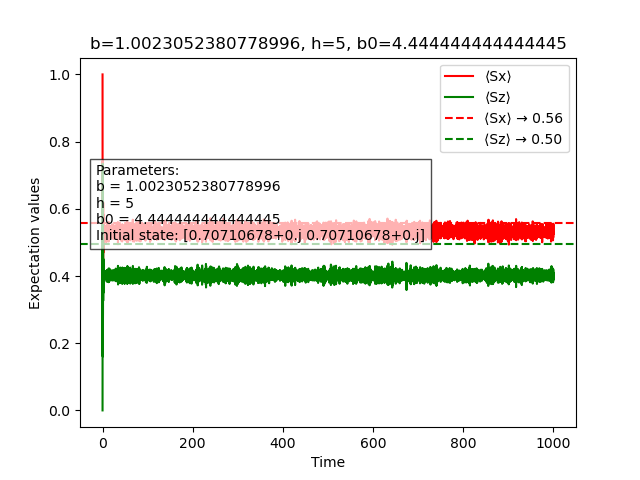 b=1.0023052380778996, h=5, b0=4.444444444444445
1.0
0.8
0.6
0.4
0.2
0.0
Expectation values
0
200
400
600
800
1000
Time
⟨Sx⟩
⟨Sz⟩
⟨Sx⟩ → 0.56
⟨Sz⟩ → 0.50
Parameters:
b = 1.0023052380778996
h = 5
b0 = 4.444444444444445
Initial state: [0.70710678+0.j 0.70710678+0.j]